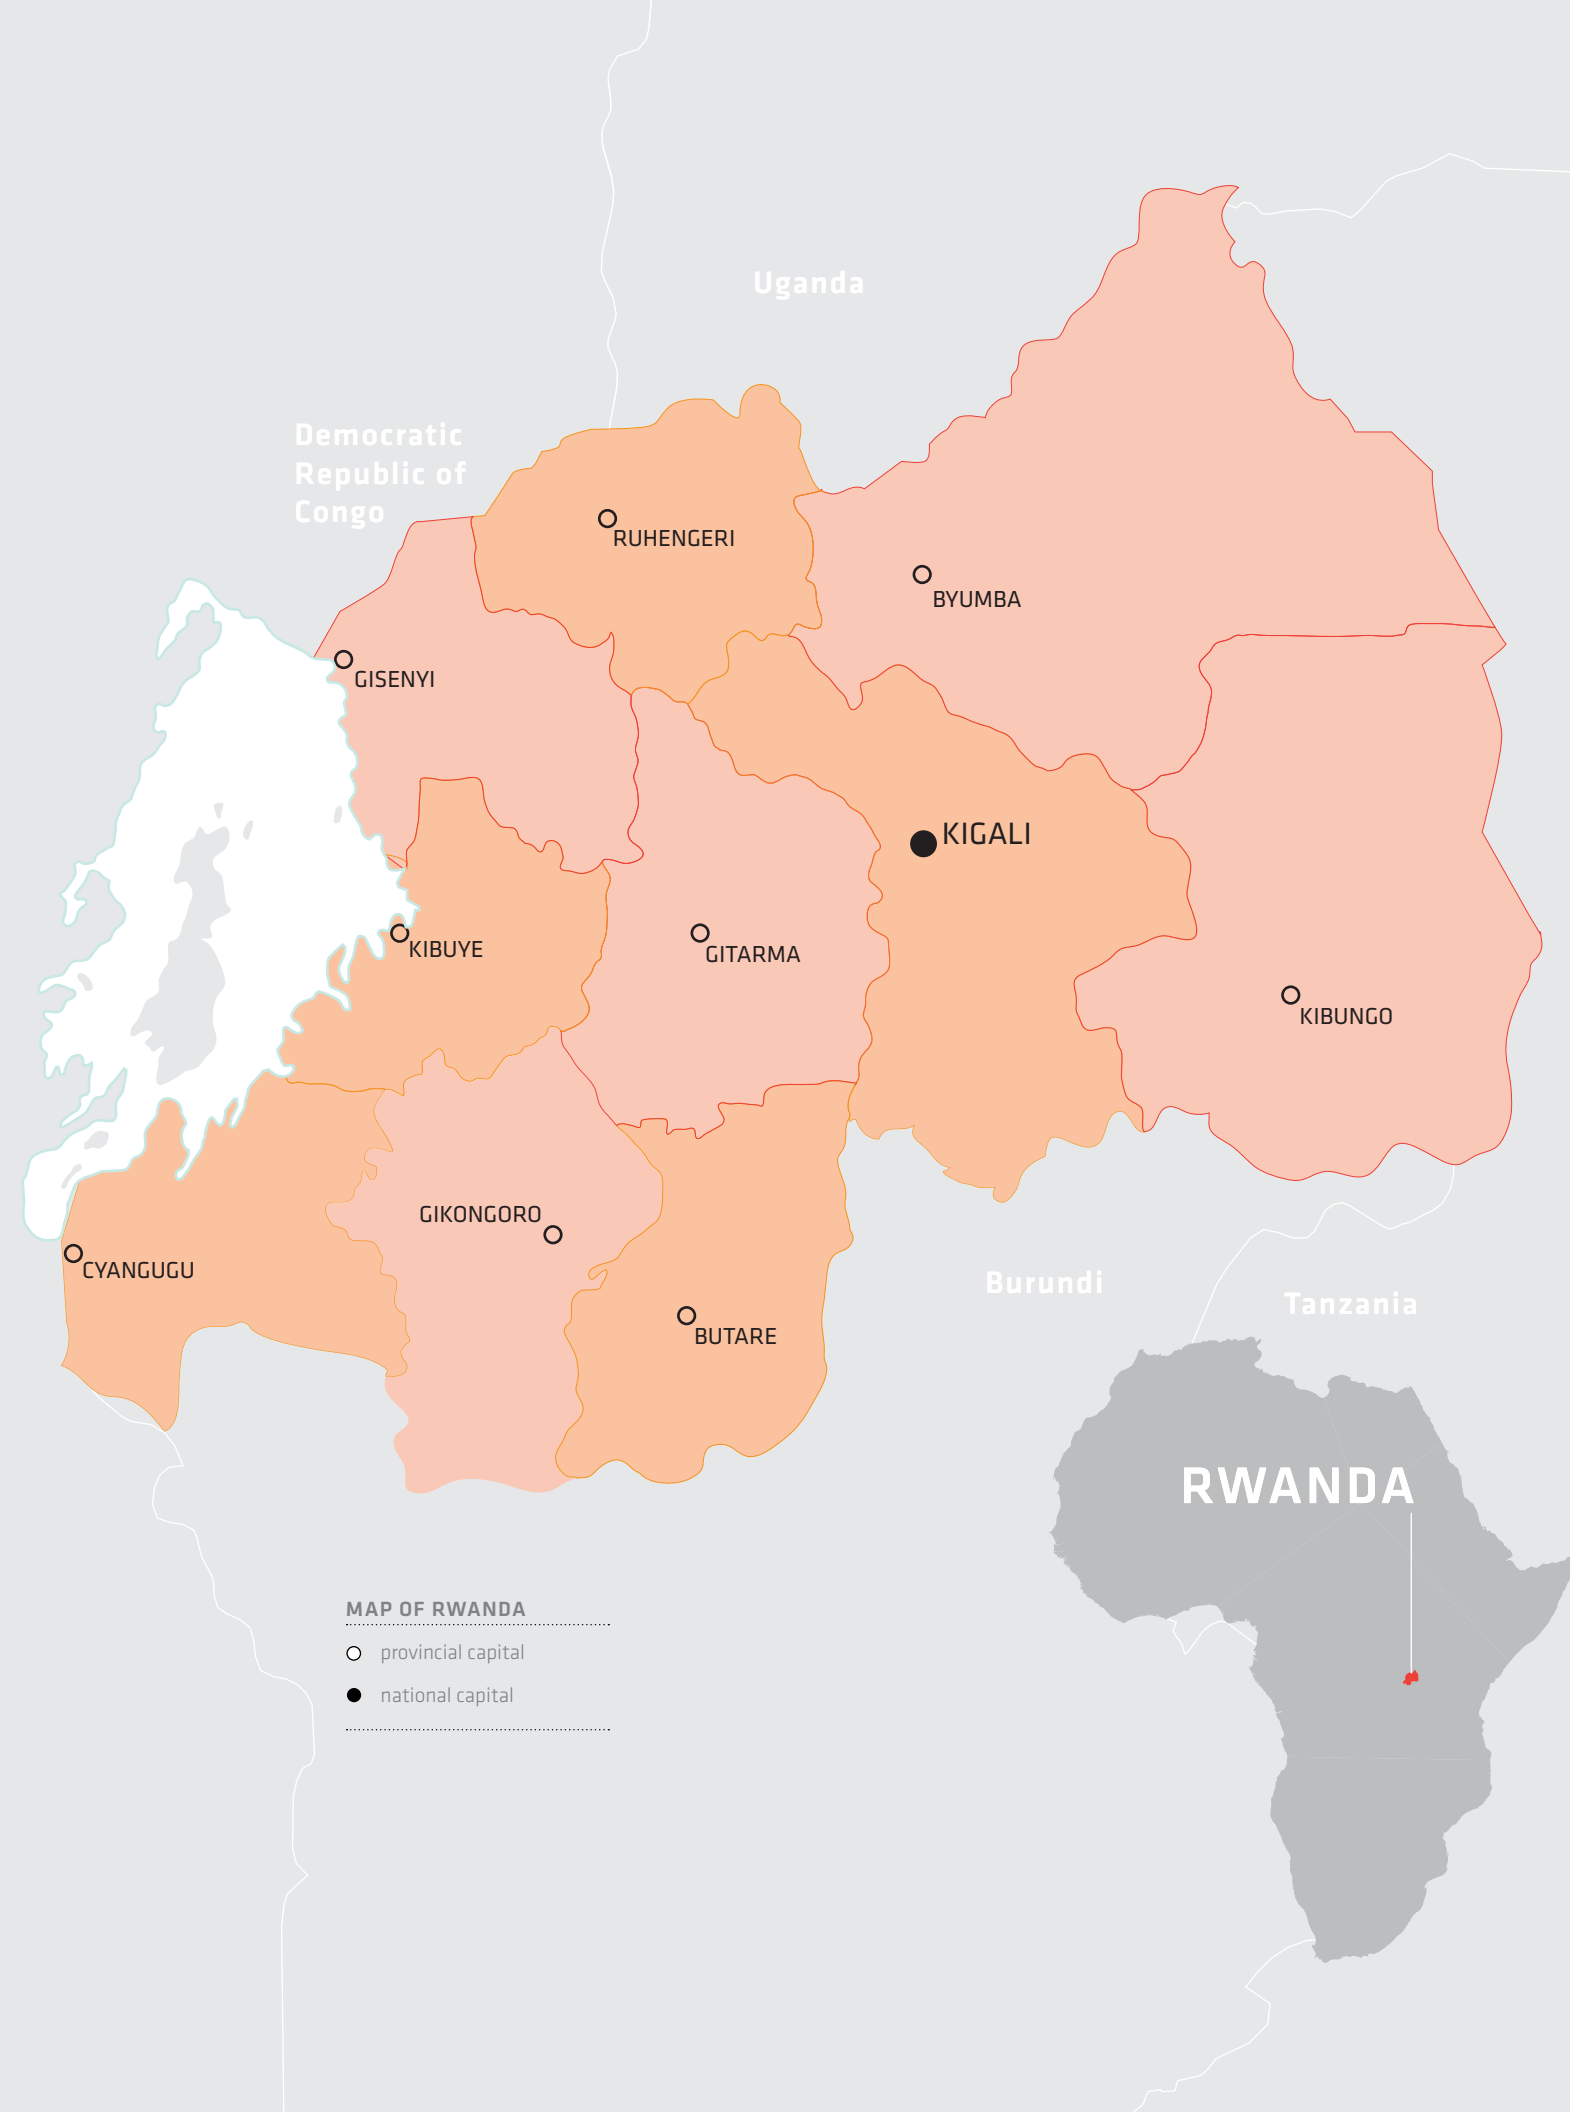 Uganda
Democratic
Republic of
Congo
RUHENGERI
BYUMBA
GISENYI
KIGALI
KIBUYE
GITARMA
KIBUNGO
GIKONGORO
CYANGUGU
BUTARE
Burundi
Tanzania
RWANDA
MAP OF RWANDA
provincial capital
national capital